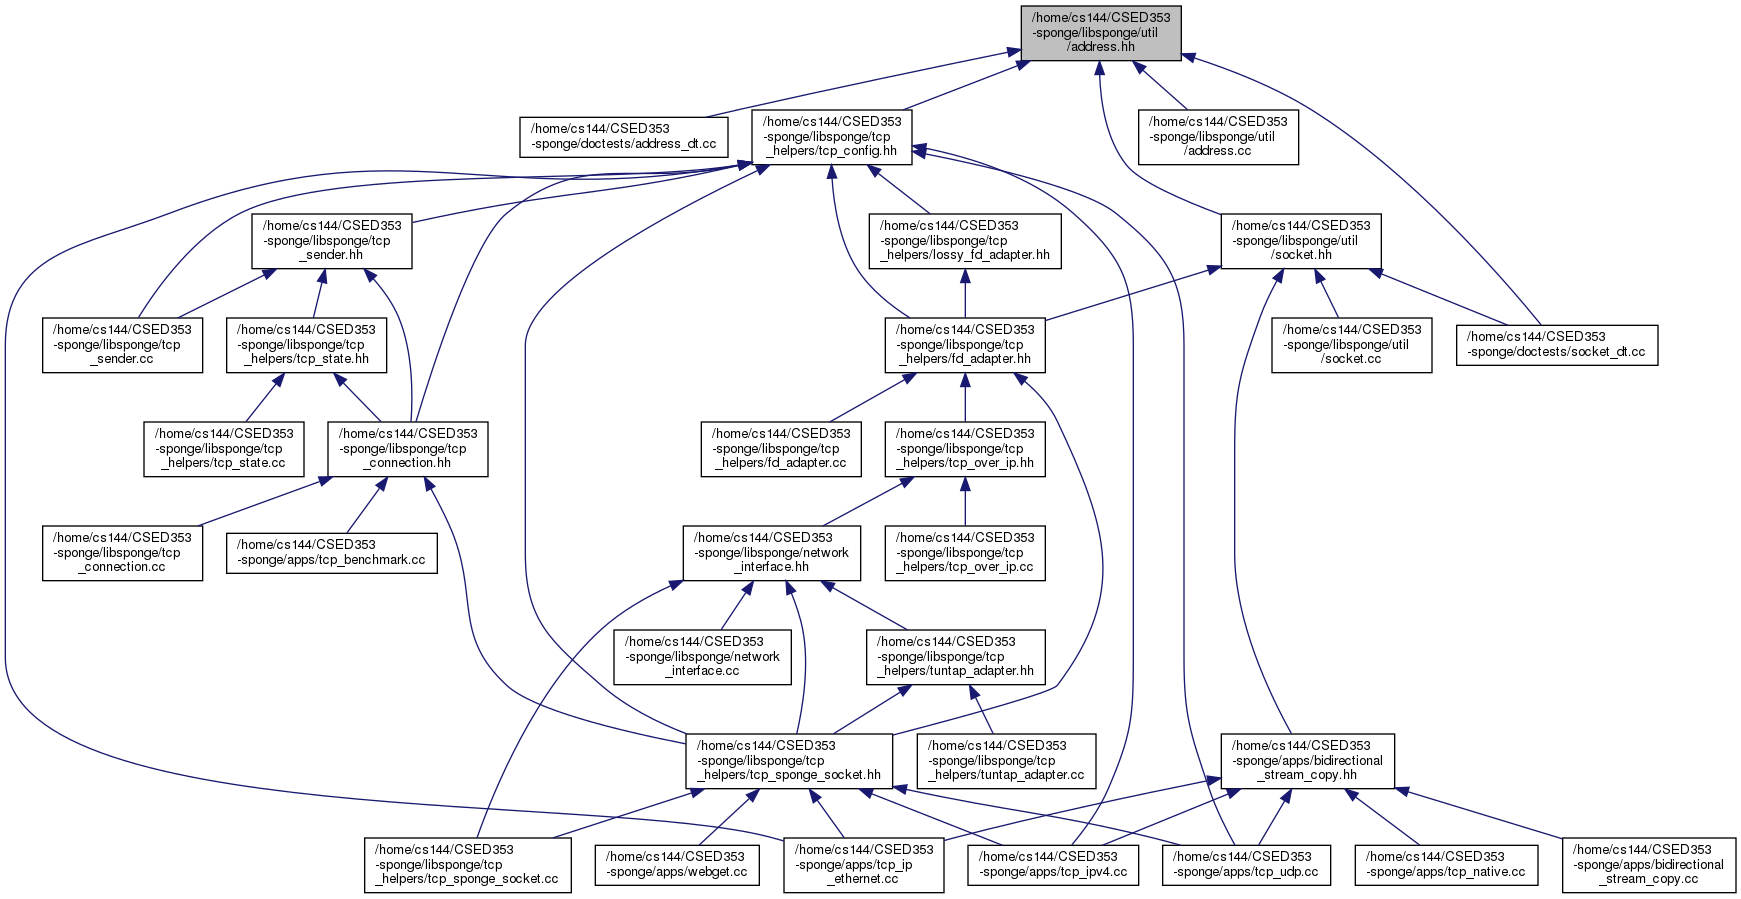 /home/cs144/CSED353
-sponge/libsponge/util
/address.hh
/home/cs144/CSED353
-sponge/doctests/address_dt.cc
/home/cs144/CSED353
-sponge/libsponge/tcp
_helpers/tcp_config.hh
/home/cs144/CSED353
-sponge/libsponge/util
/address.cc
/home/cs144/CSED353
-sponge/libsponge/tcp
_sender.hh
/home/cs144/CSED353
-sponge/libsponge/tcp
_helpers/lossy_fd_adapter.hh
/home/cs144/CSED353
-sponge/libsponge/util
/socket.hh
/home/cs144/CSED353
-sponge/libsponge/tcp
_sender.cc
/home/cs144/CSED353
-sponge/libsponge/tcp
_helpers/tcp_state.hh
/home/cs144/CSED353
-sponge/libsponge/tcp
_helpers/fd_adapter.hh
/home/cs144/CSED353
-sponge/libsponge/util
/socket.cc
/home/cs144/CSED353
-sponge/doctests/socket_dt.cc
/home/cs144/CSED353
-sponge/libsponge/tcp
_helpers/tcp_state.cc
/home/cs144/CSED353
-sponge/libsponge/tcp
_connection.hh
/home/cs144/CSED353
-sponge/libsponge/tcp
_helpers/fd_adapter.cc
/home/cs144/CSED353
-sponge/libsponge/tcp
_helpers/tcp_over_ip.hh
/home/cs144/CSED353
-sponge/libsponge/tcp
_connection.cc
/home/cs144/CSED353
-sponge/apps/tcp_benchmark.cc
/home/cs144/CSED353
-sponge/libsponge/network
_interface.hh
/home/cs144/CSED353
-sponge/libsponge/tcp
_helpers/tcp_over_ip.cc
/home/cs144/CSED353
-sponge/libsponge/network
_interface.cc
/home/cs144/CSED353
-sponge/libsponge/tcp
_helpers/tuntap_adapter.hh
/home/cs144/CSED353
-sponge/libsponge/tcp
_helpers/tcp_sponge_socket.hh
/home/cs144/CSED353
-sponge/libsponge/tcp
_helpers/tuntap_adapter.cc
/home/cs144/CSED353
-sponge/apps/bidirectional
_stream_copy.hh
/home/cs144/CSED353
-sponge/libsponge/tcp
_helpers/tcp_sponge_socket.cc
/home/cs144/CSED353
-sponge/apps/webget.cc
/home/cs144/CSED353
-sponge/apps/tcp_ip
_ethernet.cc
/home/cs144/CSED353
-sponge/apps/tcp_ipv4.cc
/home/cs144/CSED353
-sponge/apps/tcp_udp.cc
/home/cs144/CSED353
-sponge/apps/tcp_native.cc
/home/cs144/CSED353
-sponge/apps/bidirectional
_stream_copy.cc